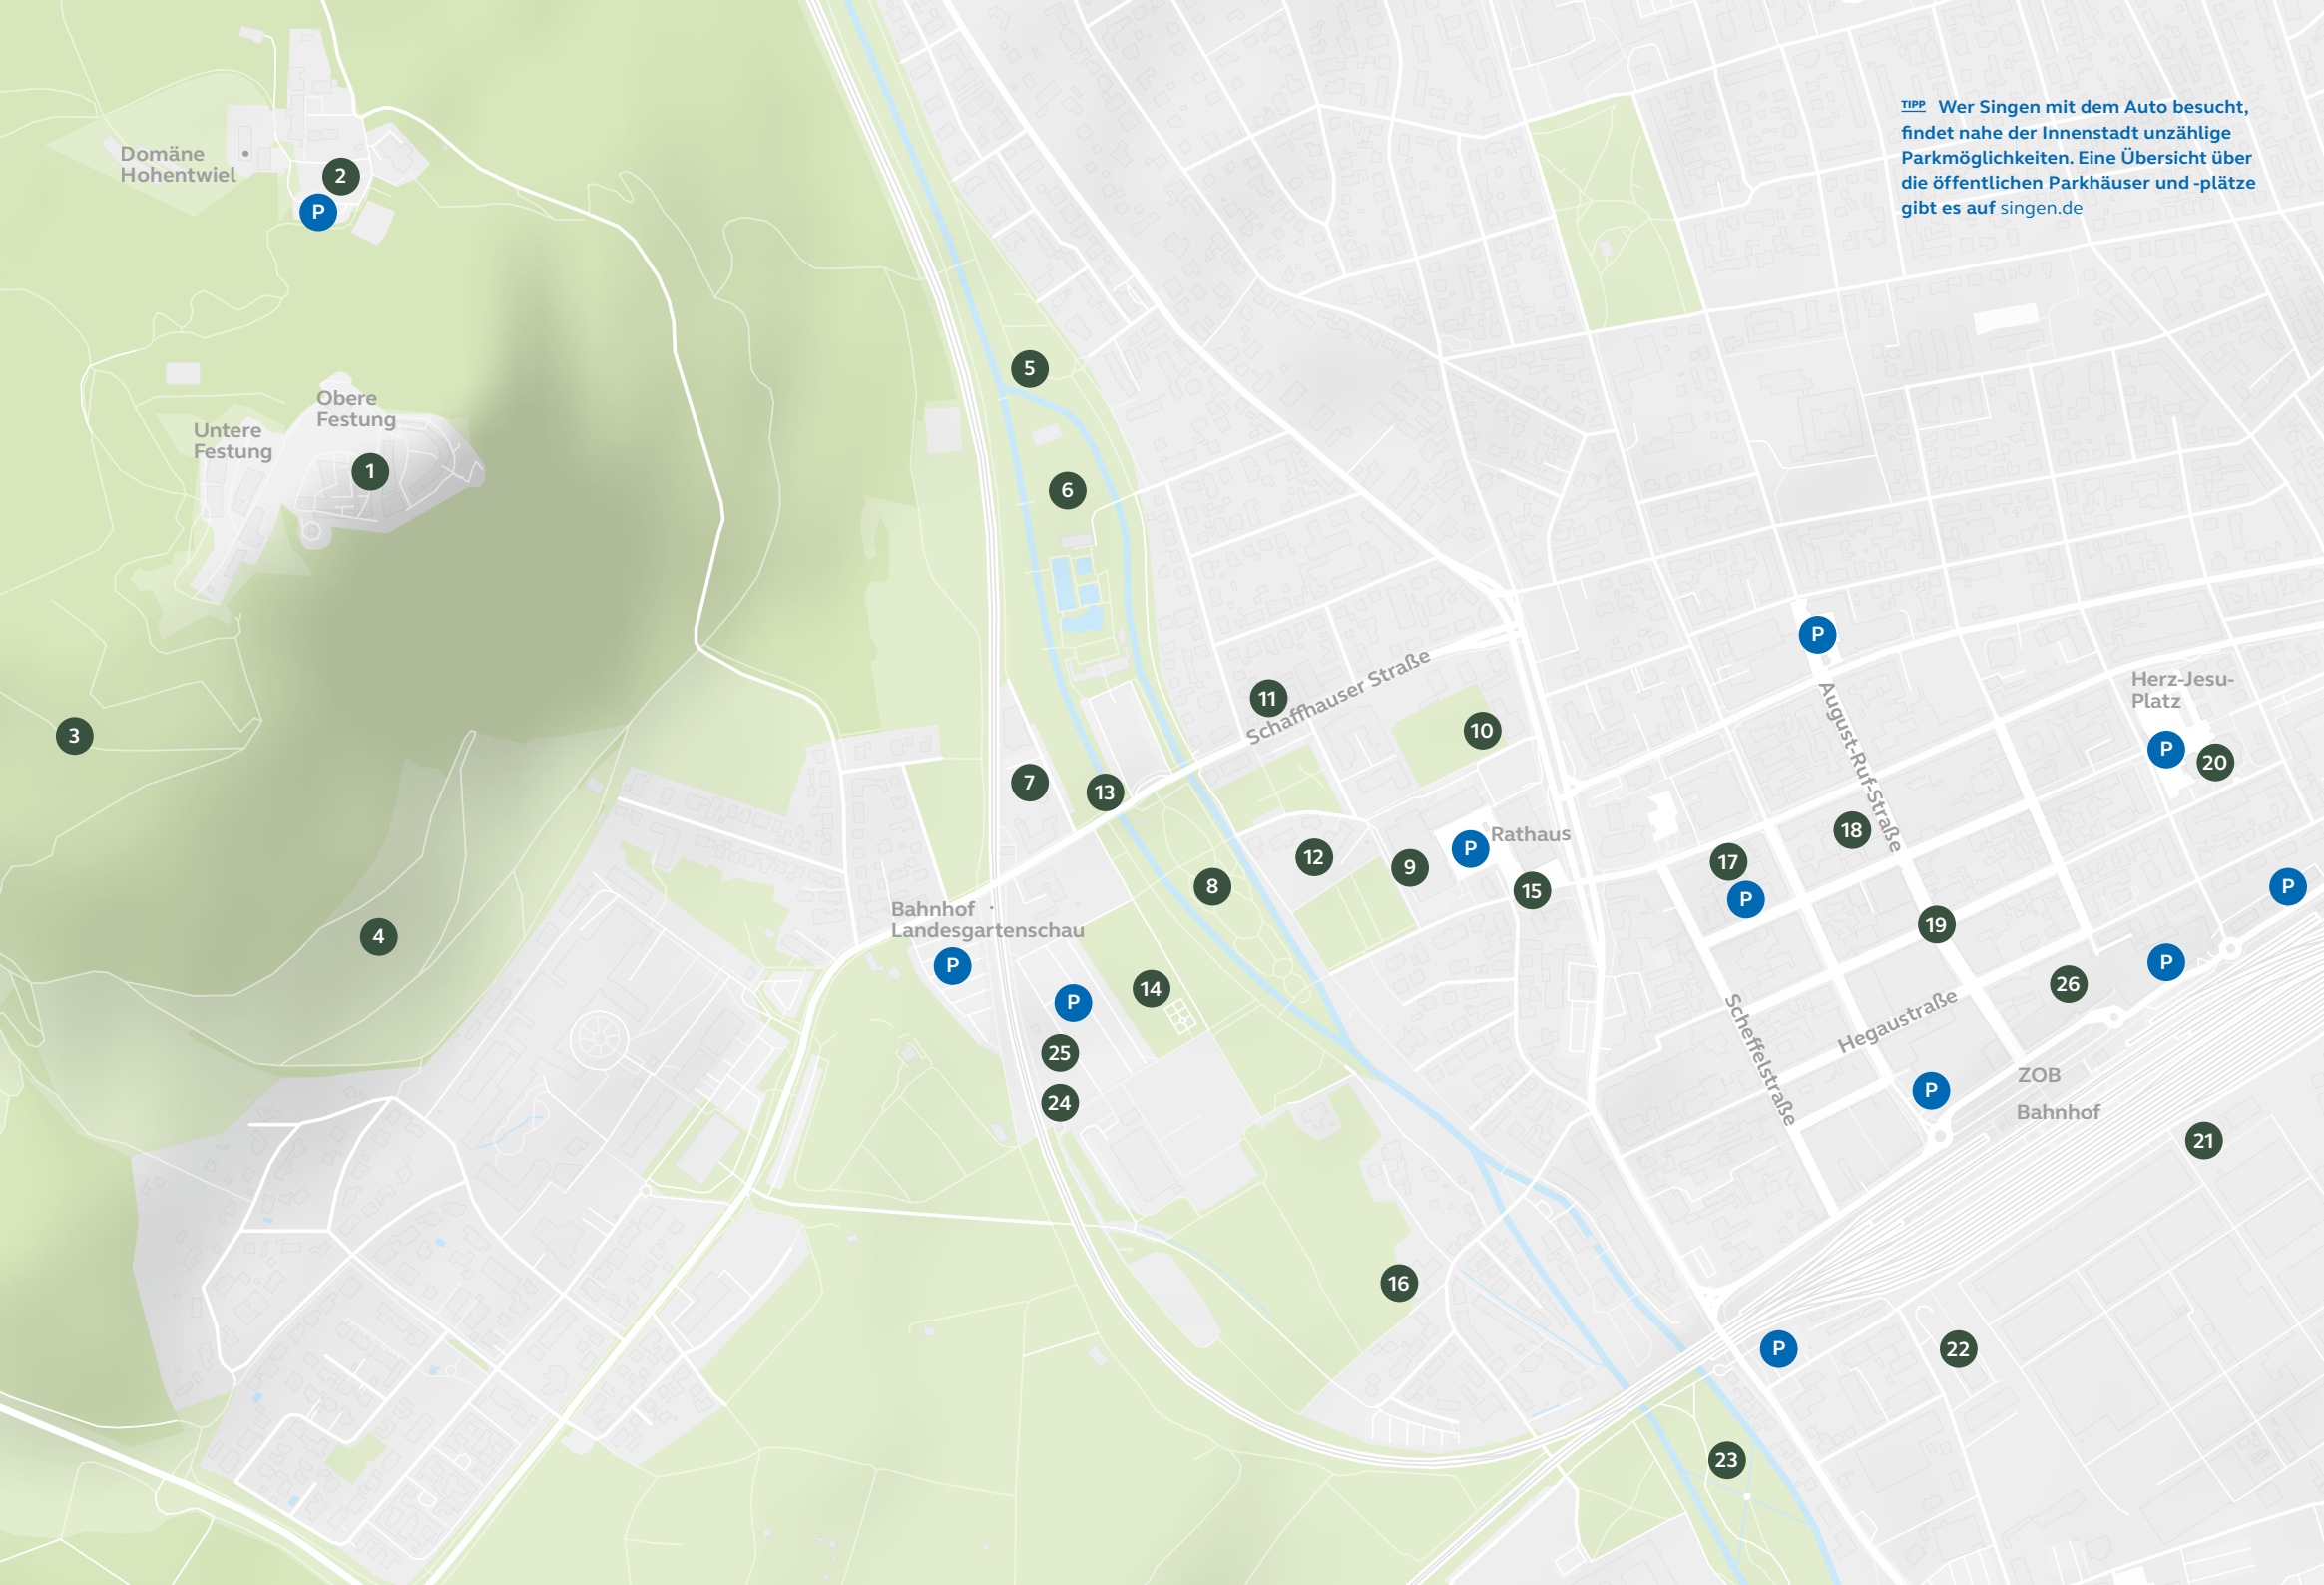 TIPP Wer Singen mit dem Auto besucht,
findet nahe der Innenstadt unzählige
Parkmöglichkeiten. Eine Übersicht über
die öffentlichen Parkhäuser und -plätze
gibt es auf singen.de
Domäne
Hohentwiel
2
P
5
Obere
Festung
Untere
Festung
1
6
P
August-Ruf-Straße
Schaffhauser Straße
11
10
Herz-Jesu-
Platz
P
20
3
7
13
Rathaus
P
18
12
9
17
15
P
8
P
Bahnhof
Landesgartenschau
P
4
19
P
26
14
P
Hegaustraße
Scheffelstraße
25
24
ZOB
Bahnhof
P
21
16
P
22
23